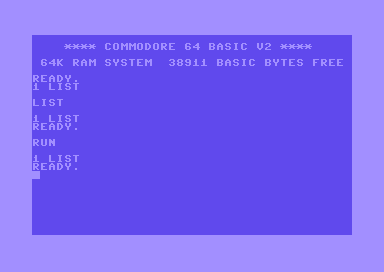 **** COMMODORE 64 BASIC V2 ****
64K RAM SYSTEM  38911 BASIC BYTES FREE
READY.
1 LIST
LIST
1 LIST
READY.
RUN
1 LIST
READY.